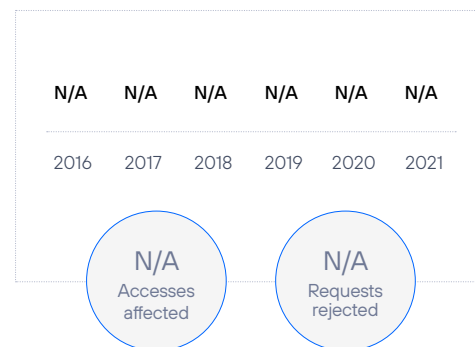 N/A N/A N/A N/A N/A N/A
2016 2017 2018 2019 2020 2021
N/A
Accesses
affected
N/A
Requests
rejected